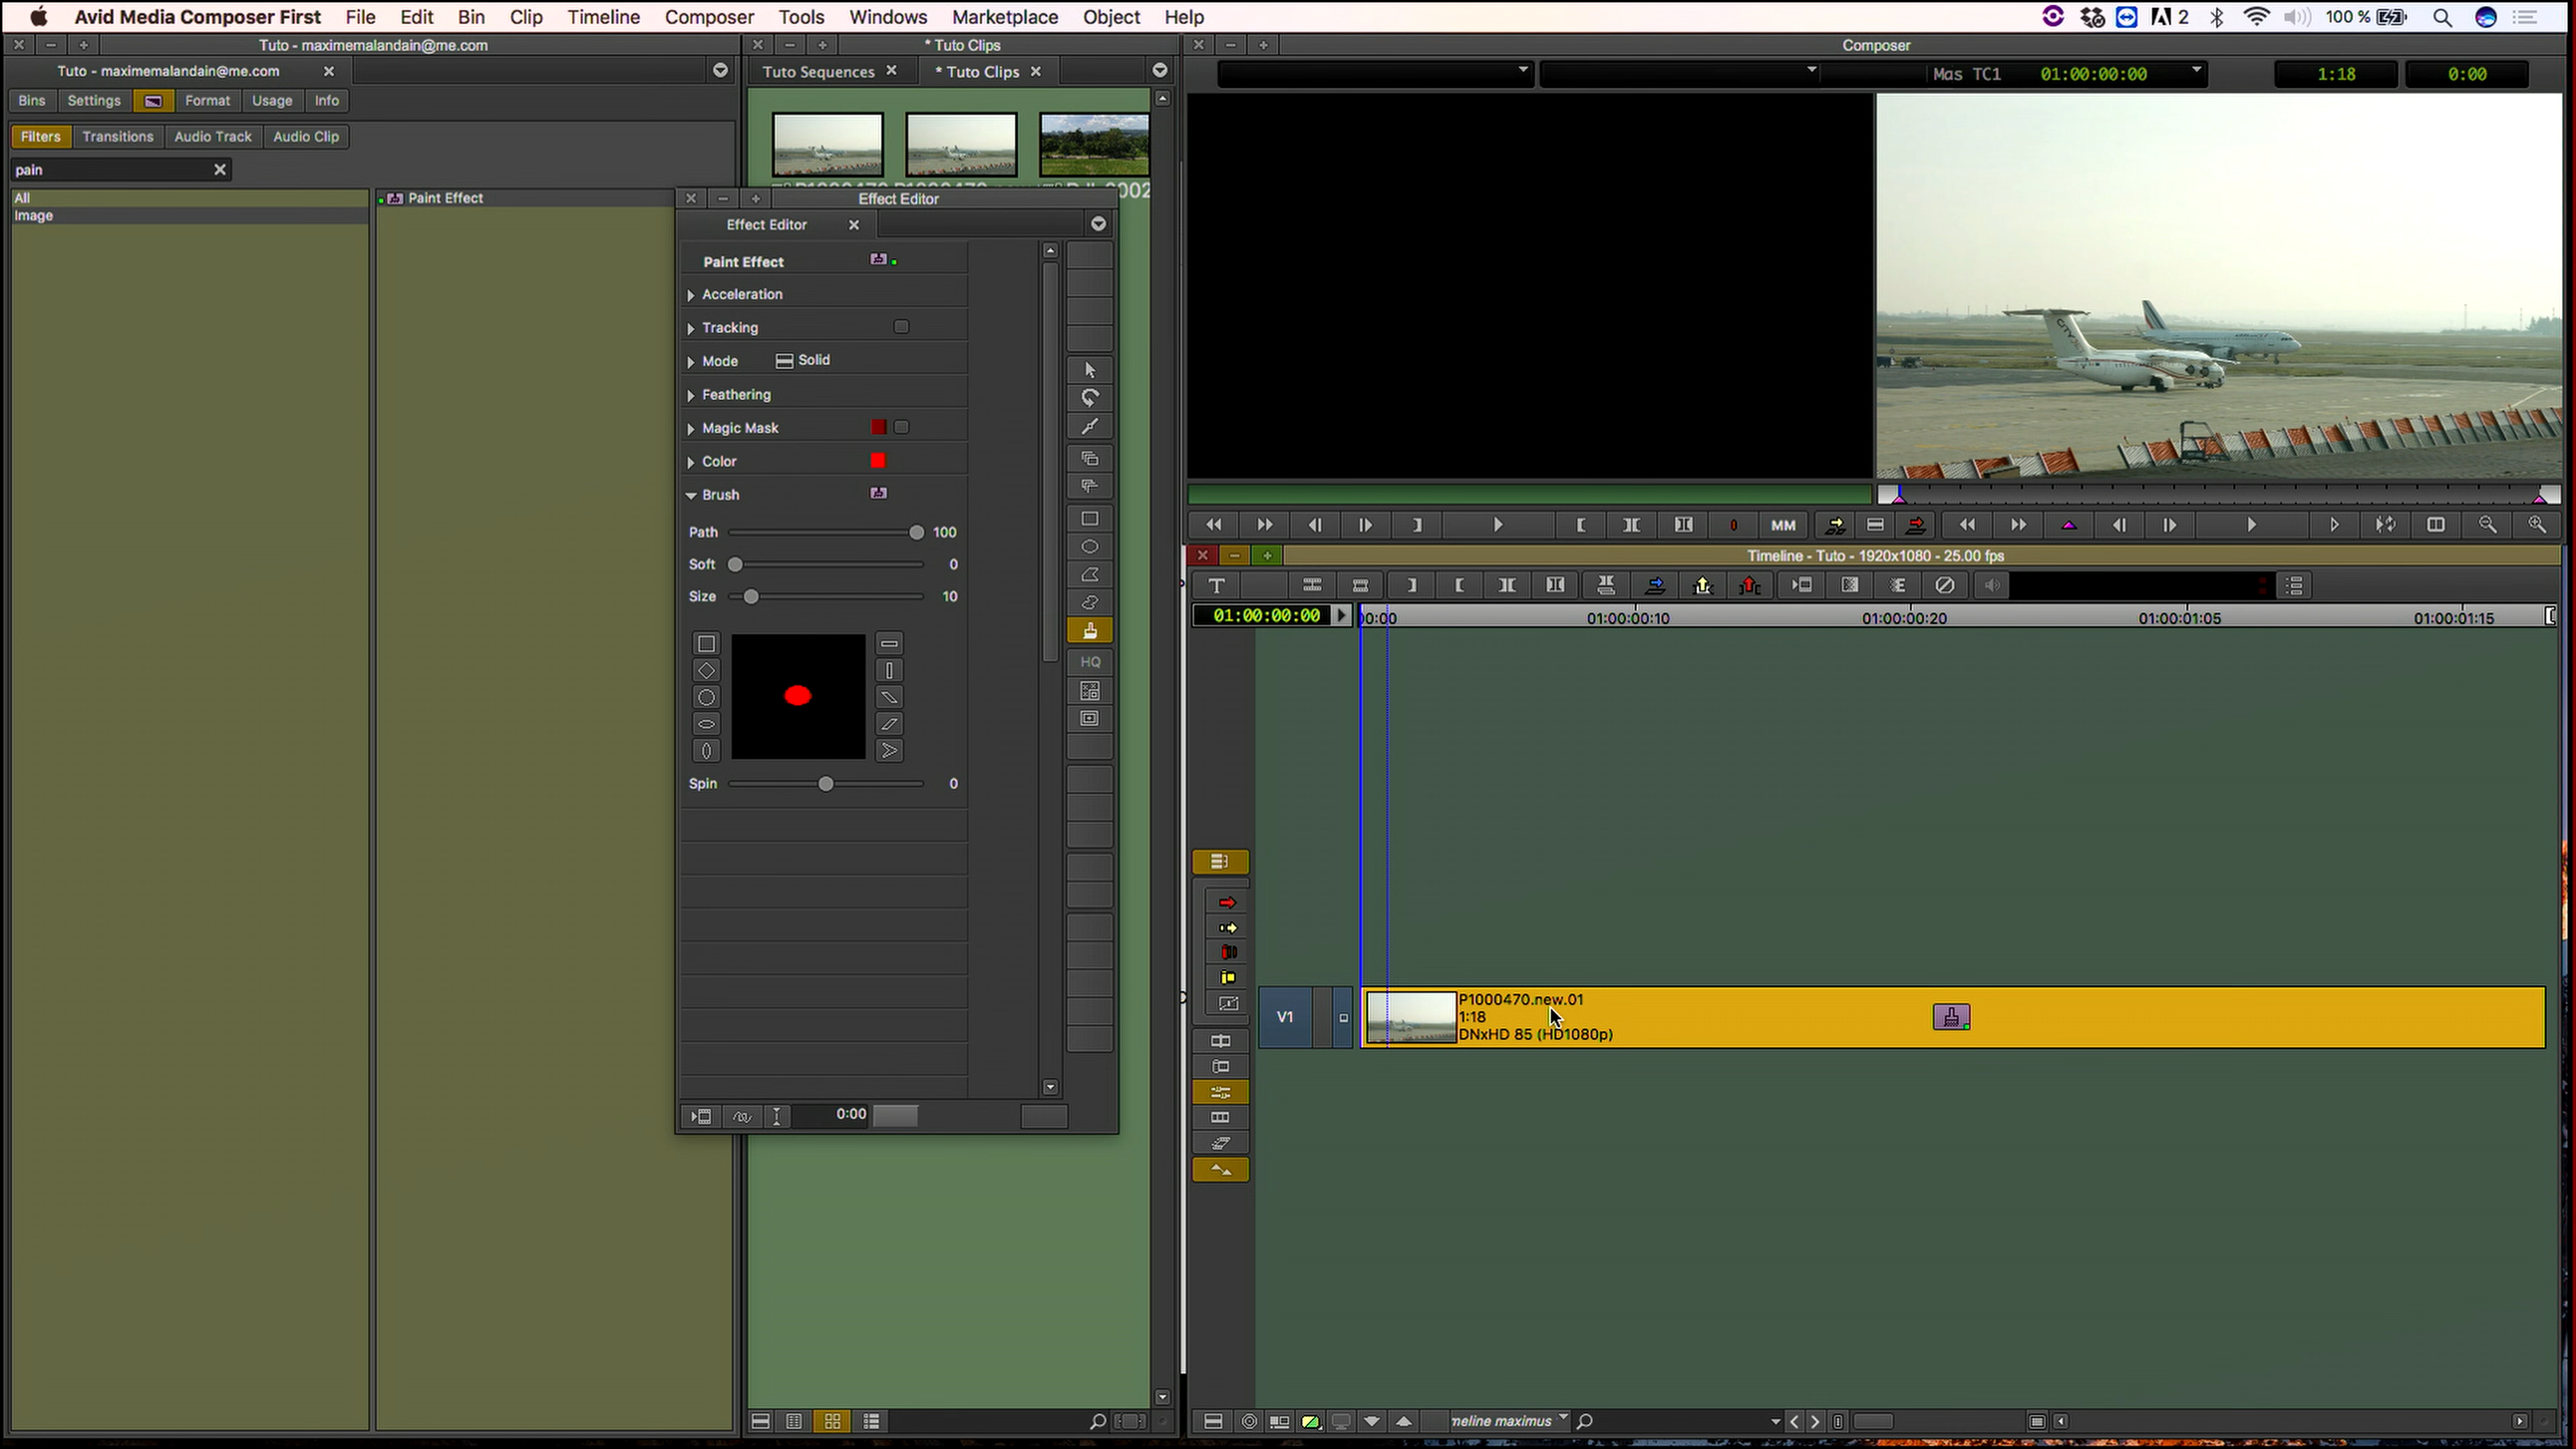 Avid Media Composer First File Edit Bin Clip Timeline Composer Tools Windows Marketplace Object Help 2 100 %
Tuto - maximemalandain@me.com
Tuto - maximemalandain@me.com
Bins Settings Format Usage Info
Filters Transitions Audio Track Audio Clip
pain
All
Image
Paint Effect
* Tuto Clips
Tuto Sequences * Tuto Clips
Effect Editor
Effect Editor
Paint Effect
Acceleration
Tracking
Mode Solid
Feathering
Magic Mask
Color
Brush
Path 100
Soft 0
Size 10
Spin 0
HQ
0:00
Composer
Mas TC1 01:00:00:00 1:18 0:00
MM
Timeline - Tuto - 1920x1080 - 25.00 fps
T
01:00:00:00 01:00:00:10 01:00:00:20 01:00:01:05 01:00:01:15
V1
P1000470.new.01
1:18
DNxHD 85 (HD1080p)
meline maximus